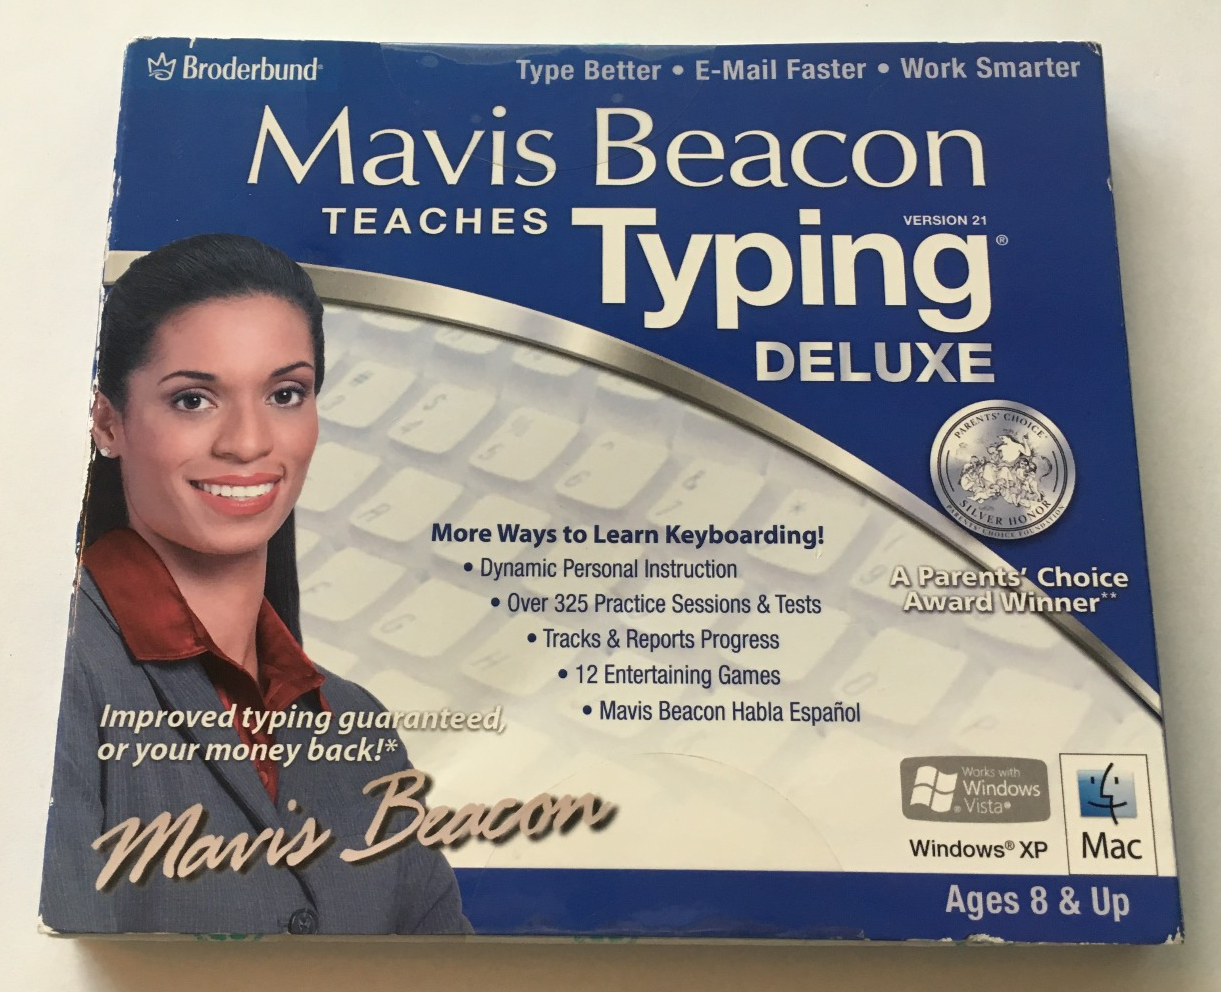 Broderbund®
Type Better • E-Mail Faster • Work Smarter
Mavis Beacon
TEACHES
VERSION 21
Typing®
DELUXE
PARENTS' CHOICE®
SILVER HONOR
PARENTS' CHOICE FOUNDATION
A Parents' Choice
Award Winner**
More Ways to Learn Keyboarding!
• Dynamic Personal Instruction
• Over 325 Practice Sessions & Tests
• Tracks & Reports Progress
• 12 Entertaining Games
• Mavis Beacon Habla Español
Improved typing guaranteed,
or your money back!*
Mavis Beacon
Works with
Windows
Vista®
Windows® XP
Mac
Ages 8 & Up